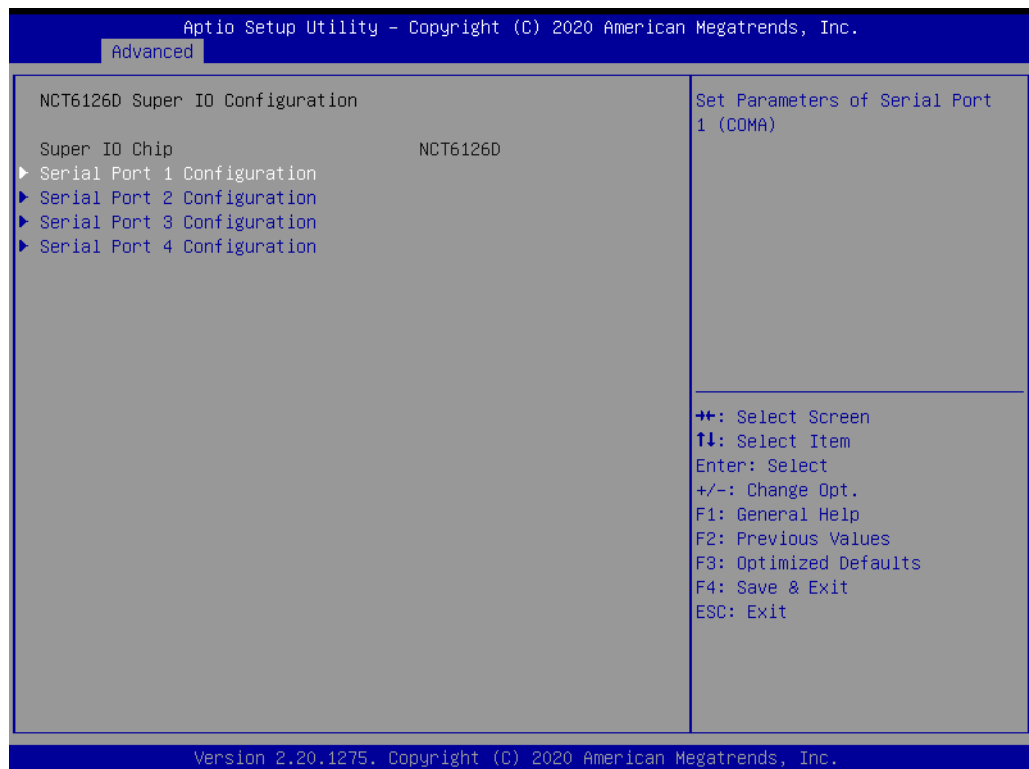 Aptio Setup Utility – Copyright (C) 2020 American Megatrends, Inc.
Advanced
NCT6126D Super IO Configuration
Super IO Chip NCT6126D
Serial Port 1 Configuration
Serial Port 2 Configuration
Serial Port 3 Configuration
Serial Port 4 Configuration
Set Parameters of Serial Port
1 (COMA)
→←: Select Screen
↑↓: Select Item
Enter: Select
+/-: Change Opt.
F1: General Help
F2: Previous Values
F3: Optimized Defaults
F4: Save & Exit
ESC: Exit
Version 2.20.1275. Copyright (C) 2020 American Megatrends, Inc.